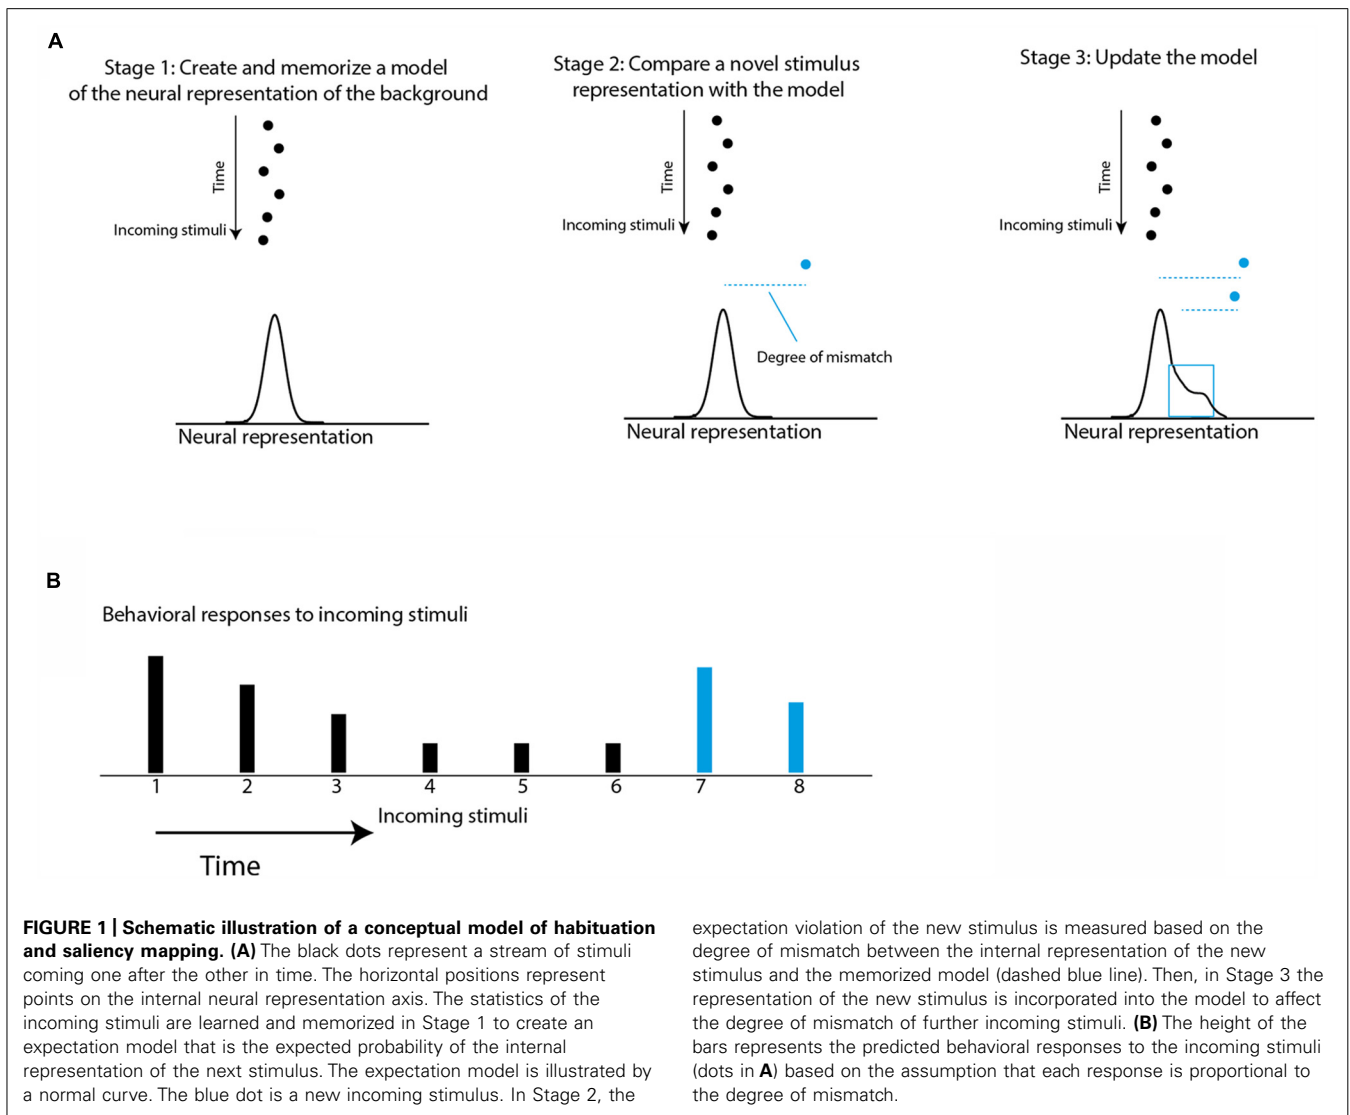 A
Stage 1: Create and memorize a model
of the neural representation of the background
Time
Incoming stimuli
Neural representation
Stage 2: Compare a novel stimulus
representation with the model
Time
Incoming stimuli
Degree of mismatch
Neural representation
Stage 3: Update the model
Time
Incoming stimuli
Neural representation
B
Behavioral responses to incoming stimuli
1 2 3 4 5 6 7 8
Incoming stimuli
Time
FIGURE 1 | Schematic illustration of a conceptual model of habituation
and saliency mapping. (A) The black dots represent a stream of stimuli
coming one after the other in time. The horizontal positions represent
points on the internal neural representation axis. The statistics of the
incoming stimuli are learned and memorized in Stage 1 to create an
expectation model that is the expected probability of the internal
representation of the next stimulus. The expectation model is illustrated by
a normal curve. The blue dot is a new incoming stimulus. In Stage 2, the
expectation violation of the new stimulus is measured based on the
degree of mismatch between the internal representation of the new
stimulus and the memorized model (dashed blue line). Then, in Stage 3 the
representation of the new stimulus is incorporated into the model to affect
the degree of mismatch of further incoming stimuli. (B) The height of the
bars represents the predicted behavioral responses to the incoming stimuli
(dots in A) based on the assumption that each response is proportional to
the degree of mismatch.